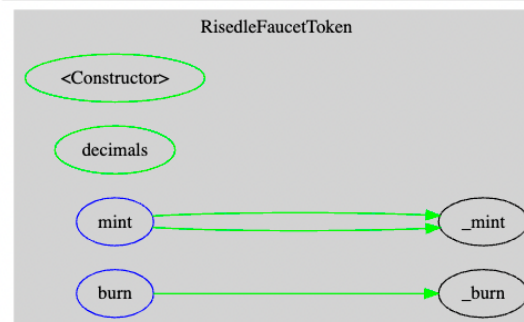 RisedleFaucetToken
<Constructor>
decimals
mint
_mint
burn
_burn